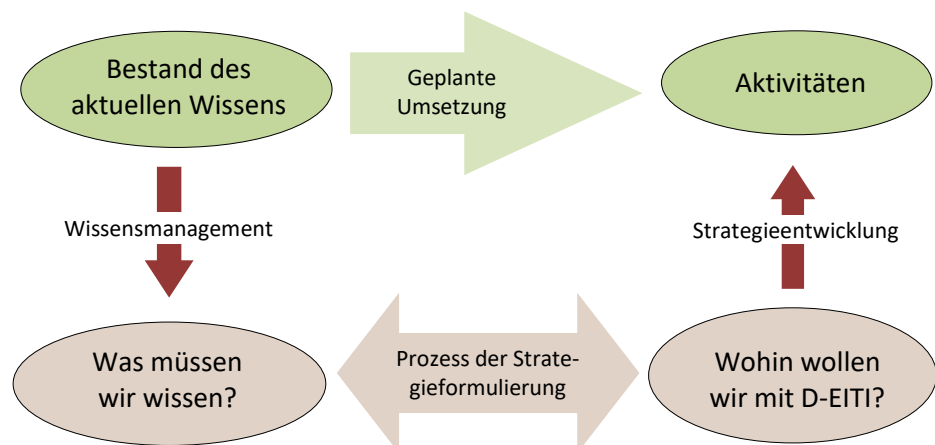 Bestand des
aktuellen Wissens
Geplante
Umsetzung
Aktivitäten
Wissensmanagement
Strategieentwicklung
Was müssen
wir wissen?
Prozess der Strate-
gieformulierung
Wohin wollen
wir mit D-EITI?